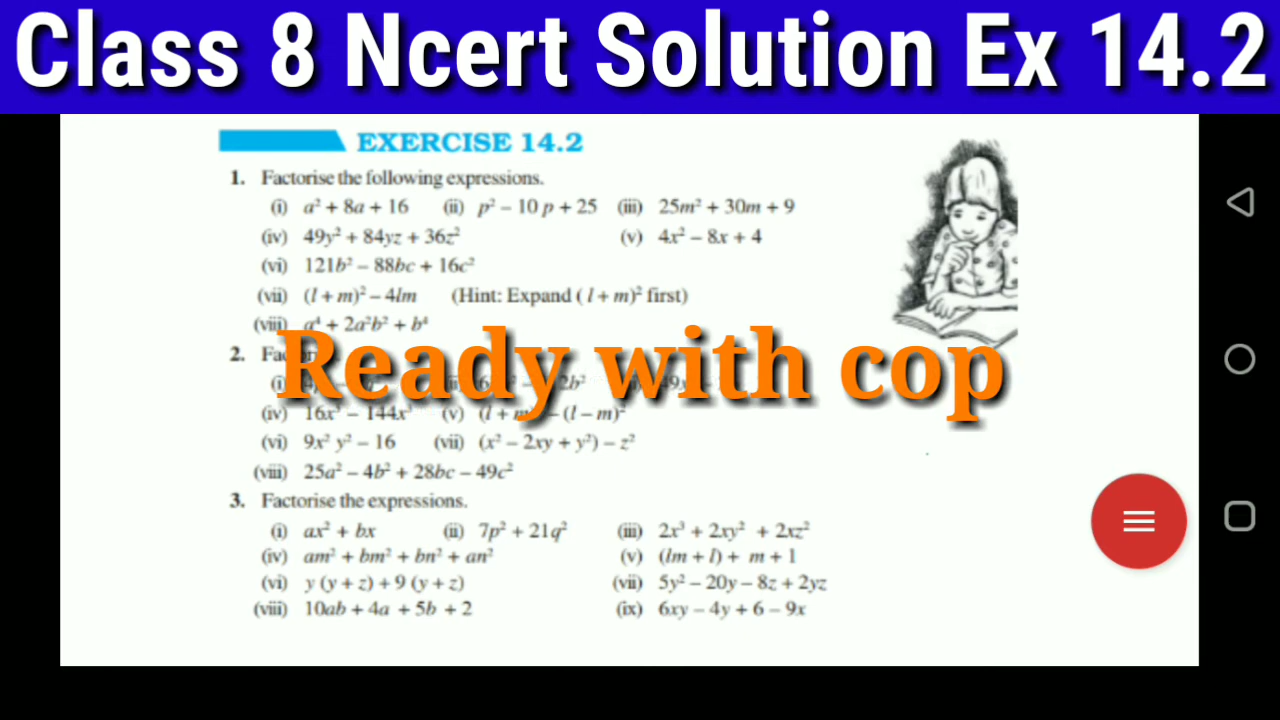 Class 8 Ncert Solution Ex 14.2
EXERCISE 14.2
1. Factorise the following expressions.
(i) a² + 8a + 16 (ii) p² – 10 p + 25 (iii) 25m² + 30m + 9
(iv) 49y² + 84yz + 36z² (v) 4x² – 8x + 4
(vi) 121b² – 88bc + 16c²
(vii) (l + m)² – 4lm (Hint: Expand ( l + m)² first)
(viii) a⁴ + 2a²b² + b⁴
Ready with cop
2.
(iv) (v) – (l – m)²
(vi) 9x² y² – 16 (vii) (x² – 2xy + y²) – z²
(viii) 25a² – 4b² + 28bc – 49c²
3. Factorise the expressions.
(i) ax² + bx (ii) 7p² + 21q² (iii) 2x³ + 2xy² + 2xz²
(iv) am² + bm² + bn² + an² (v) (lm + l) + m + 1
(vi) y (y + z) + 9 (y + z) (vii) 5y² – 20y – 8z + 2yz
(viii) 10ab + 4a + 5b + 2 (ix) 6xy – 4y + 6 – 9x